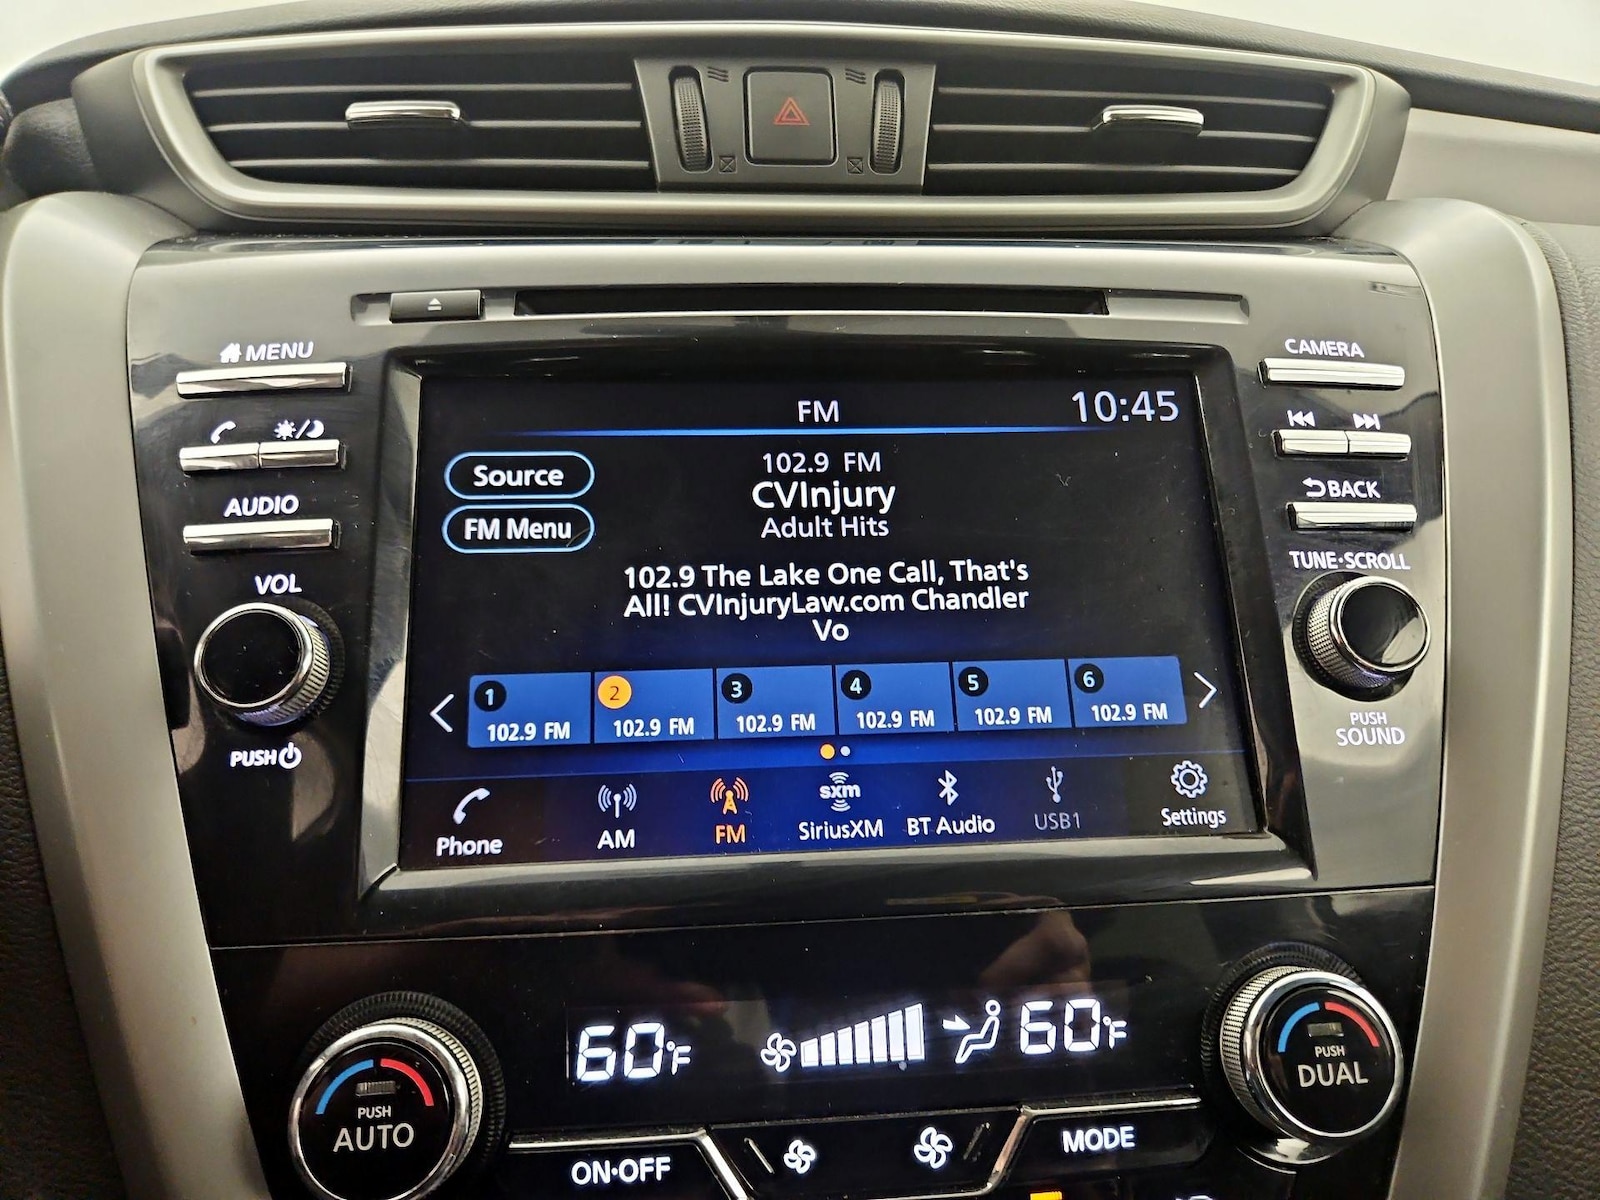 MENU
CAMERA
AUDIO
BACK
VOL
TUNE·SCROLL
PUSH
PUSH
SOUND
FM
10:45
Source
FM Menu
102.9 FM
CVInjury
Adult Hits
102.9 The Lake One Call, That's
All! CVInjuryLaw.com Chandler
Vo
1 2 3 4 5 6
102.9 FM 102.9 FM 102.9 FM 102.9 FM 102.9 FM 102.9 FM
Phone AM FM sxm SiriusXM BT Audio USB1 Settings
60°F 60°F
PUSH
AUTO
PUSH
DUAL
ON·OFF
MODE